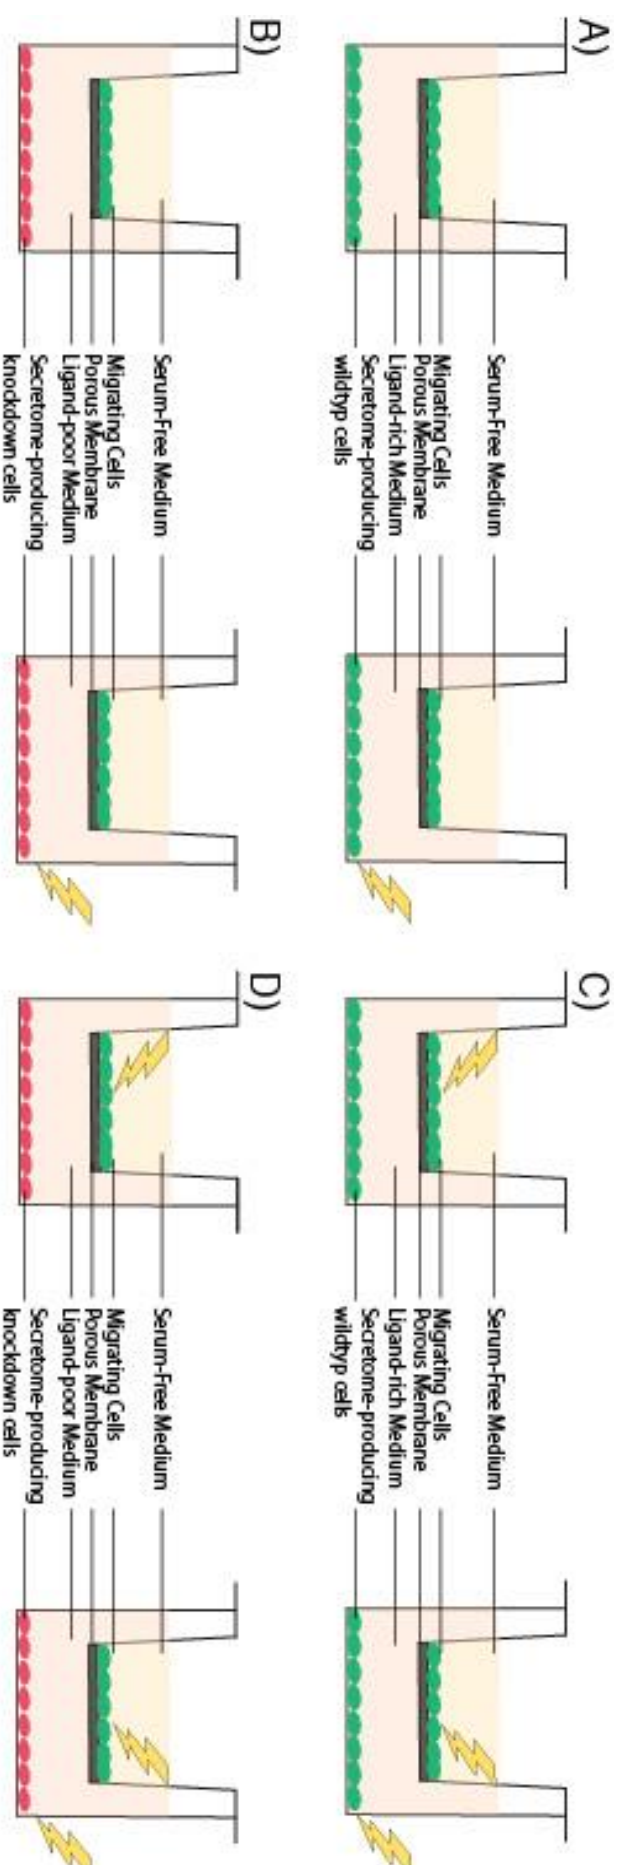 A)
Serum-Free Medium
Migrating Cells
Porous Membrane
Ligand-rich Medium
Secretome-producing
wildtyp cells
B)
Serum-Free Medium
Migrating Cells
Porous Membrane
Ligand-poor Medium
Secretome-producing
knockdown cells
C)
Serum-Free Medium
Migrating Cells
Porous Membrane
Ligand-rich Medium
Secretome-producing
wildtyp cells
D)
Serum-Free Medium
Migrating Cells
Porous Membrane
Ligand-poor Medium
Secretome-producing
knockdown cells